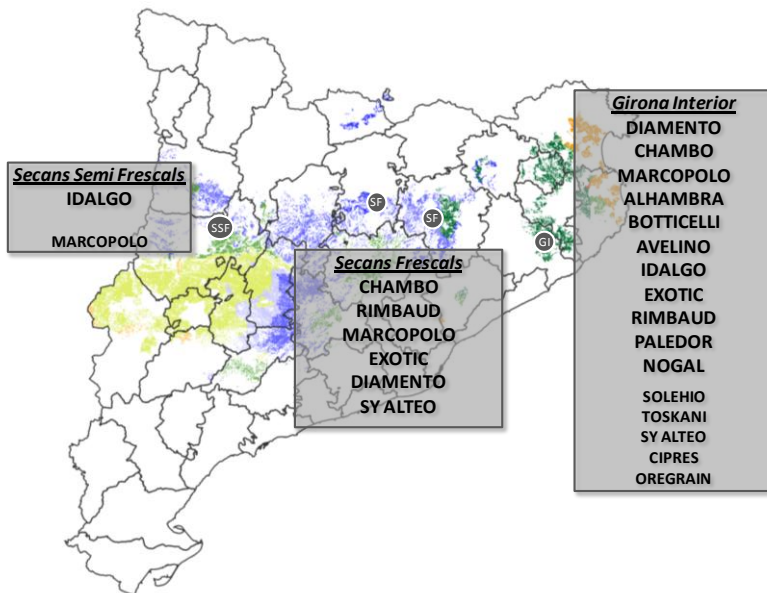 Secans Semi Frescals
IDALGO
MARCOPOLO
SSF
SF
SF
GI
Secans Frescals
CHAMBO
RIMBAUD
MARCOPOLO
EXOTIC
DIAMENTO
SY ALTEO
Girona Interior
DIAMENTO
CHAMBO
MARCOPOLO
ALHAMBRA
BOTTICELLI
AVELINO
IDALGO
EXOTIC
RIMBAUD
PALEDOR
NOGAL
SOLEHIO
TOSKANI
SY ALTEO
CIPRES
OREGRAIN